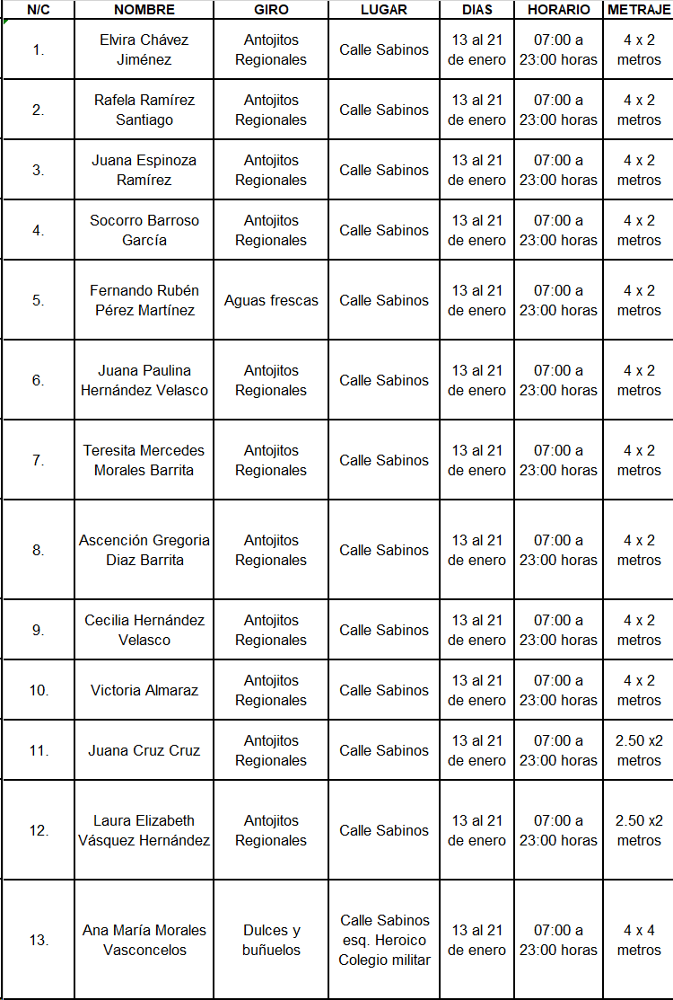 N/C NOMBRE GIRO LUGAR DIAS HORARIO METRAJE
1. Elvira Chávez Jiménez Antojitos Regionales Calle Sabinos 13 al 21 de enero 07:00 a 23:00 horas 4 x 2 metros
2. Rafela Ramírez Santiago Antojitos Regionales Calle Sabinos 13 al 21 de enero 07:00 a 23:00 horas 4 x 2 metros
3. Juana Espinoza Ramírez Antojitos Regionales Calle Sabinos 13 al 21 de enero 07:00 a 23:00 horas 4 x 2 metros
4. Socorro Barroso García Antojitos Regionales Calle Sabinos 13 al 21 de enero 07:00 a 23:00 horas 4 x 2 metros
5. Fernando Rubén Pérez Martínez Aguas frescas Calle Sabinos 13 al 21 de enero 07:00 a 23:00 horas 4 x 2 metros
6. Juana Paulina Hernández Velasco Antojitos Regionales Calle Sabinos 13 al 21 de enero 07:00 a 23:00 horas 4 x 2 metros
7. Teresita Mercedes Morales Barrita Antojitos Regionales Calle Sabinos 13 al 21 de enero 07:00 a 23:00 horas 4 x 2 metros
8. Ascención Gregoria Diaz Barrita Antojitos Regionales Calle Sabinos 13 al 21 de enero 07:00 a 23:00 horas 4 x 2 metros
9. Cecilia Hernández Velasco Antojitos Regionales Calle Sabinos 13 al 21 de enero 07:00 a 23:00 horas 4 x 2 metros
10. Victoria Almaraz Antojitos Regionales Calle Sabinos 13 al 21 de enero 07:00 a 23:00 horas 4 x 2 metros
11. Juana Cruz Cruz Antojitos Regionales Calle Sabinos 13 al 21 de enero 07:00 a 23:00 horas 2.50 x2 metros
12. Laura Elizabeth Vásquez Hernández Antojitos Regionales Calle Sabinos 13 al 21 de enero 07:00 a 23:00 horas 2.50 x2 metros
13. Ana María Morales Vasconcelos Dulces y buñuelos Calle Sabinos esq. Heroico Colegio militar 13 al 21 de enero 07:00 a 23:00 horas 4 x 4 metros